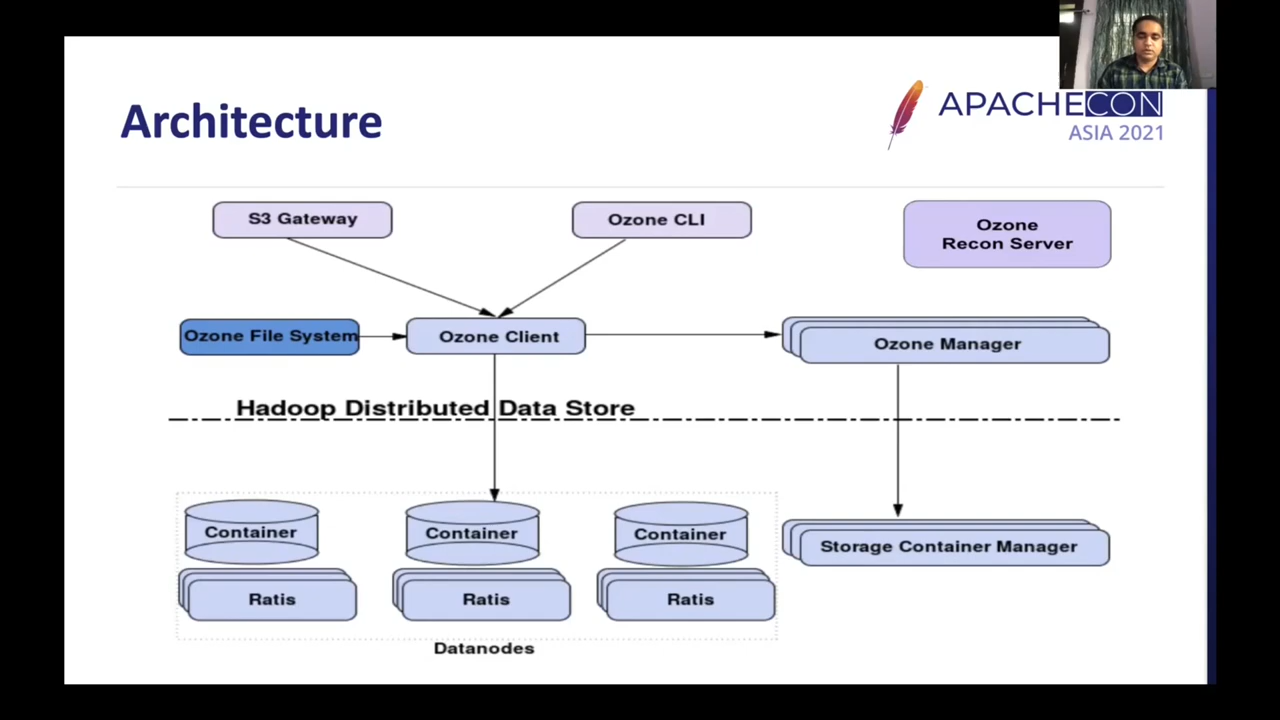 Architecture
APACHECON
ASIA 2021
S3 Gateway
Ozone CLI
Ozone
Recon Server
Ozone File System
Ozone Client
Ozone Manager
Hadoop Distributed Data Store
Container
Container
Container
Storage Container Manager
Ratis
Ratis
Ratis
Datanodes